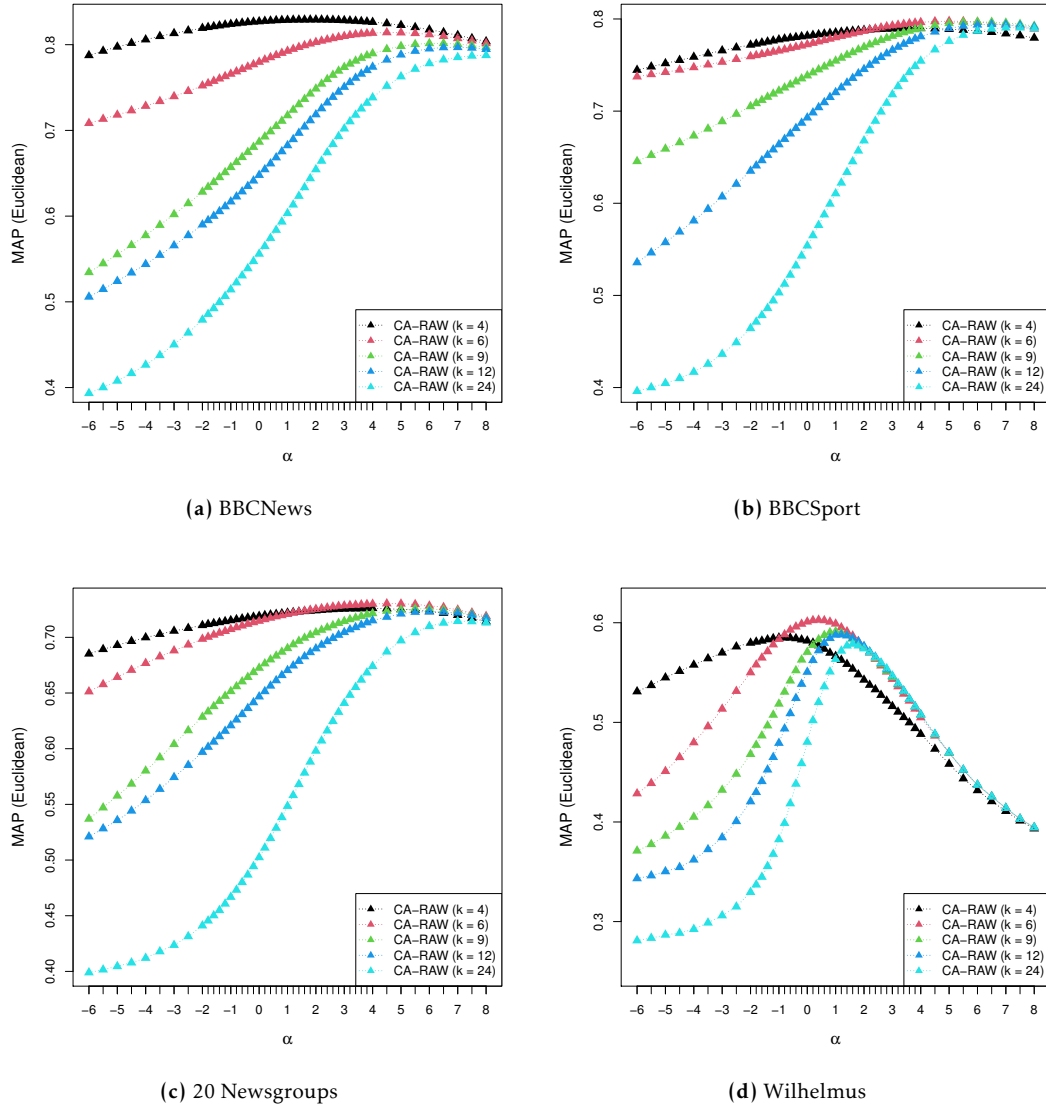 MAP (Euclidean)
0.4 0.5 0.6 0.7 0.8
−6 −5 −4 −3 −2 −1 0 1 2 3 4 5 6 7 8
α
CA−RAW (k = 4)
CA−RAW (k = 6)
CA−RAW (k = 9)
CA−RAW (k = 12)
CA−RAW (k = 24)
(a) BBCNews
MAP (Euclidean)
0.4 0.5 0.6 0.7 0.8
−6 −5 −4 −3 −2 −1 0 1 2 3 4 5 6 7 8
α
CA−RAW (k = 4)
CA−RAW (k = 6)
CA−RAW (k = 9)
CA−RAW (k = 12)
CA−RAW (k = 24)
(b) BBCSport
MAP (Euclidean)
0.40 0.45 0.50 0.55 0.60 0.65 0.70
−6 −5 −4 −3 −2 −1 0 1 2 3 4 5 6 7 8
α
CA−RAW (k = 4)
CA−RAW (k = 6)
CA−RAW (k = 9)
CA−RAW (k = 12)
CA−RAW (k = 24)
(c) 20 Newsgroups
MAP (Euclidean)
0.3 0.4 0.5 0.6
−6 −5 −4 −3 −2 −1 0 1 2 3 4 5 6 7 8
α
CA−RAW (k = 4)
CA−RAW (k = 6)
CA−RAW (k = 9)
CA−RAW (k = 12)
CA−RAW (k = 24)
(d) Wilhelmus